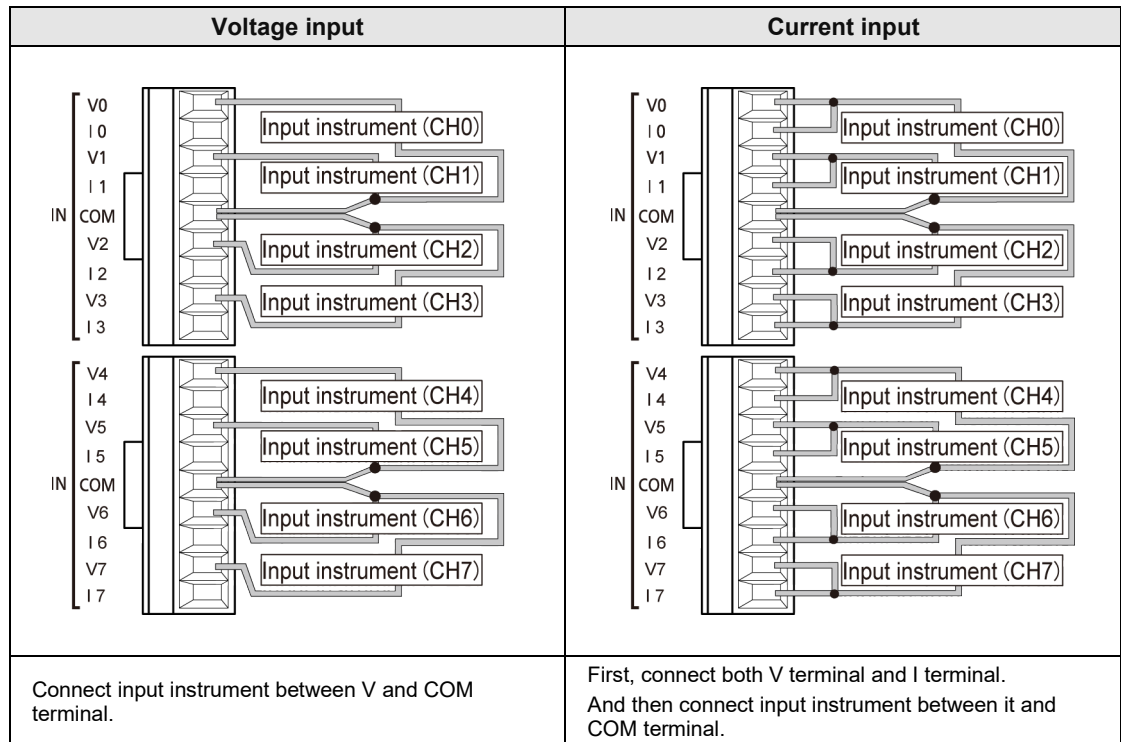 Voltage input
Current input
V0
I 0
V1
I 1
IN
COM
V2
I 2
V3
I 3
Input instrument (CH0)
Input instrument (CH1)
Input instrument (CH2)
Input instrument (CH3)
V4
I 4
V5
I 5
IN
COM
V6
I 6
V7
I 7
Input instrument (CH4)
Input instrument (CH5)
Input instrument (CH6)
Input instrument (CH7)
V0
I 0
V1
I 1
IN
COM
V2
I 2
V3
I 3
Input instrument (CH0)
Input instrument (CH1)
Input instrument (CH2)
Input instrument (CH3)
V4
I 4
V5
I 5
IN
COM
V6
I 6
V7
I 7
Input instrument (CH4)
Input instrument (CH5)
Input instrument (CH6)
Input instrument (CH7)
Connect input instrument between V and COM
terminal.
First, connect both V terminal and I terminal.
And then connect input instrument between it and
COM terminal.